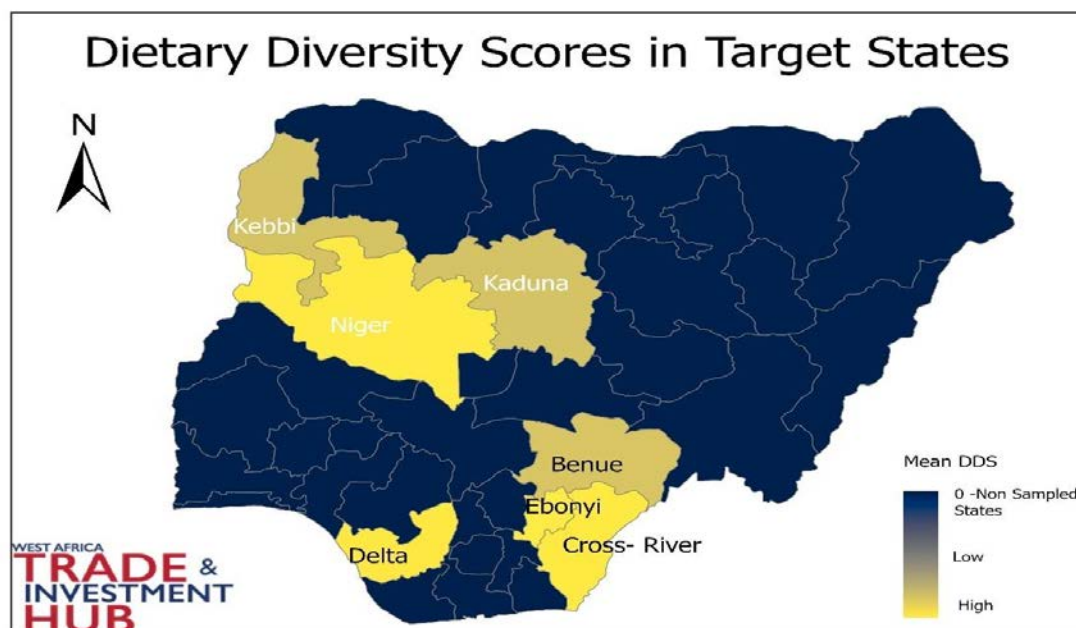 Dietary Diversity Scores in Target States
N
Kebbi
Kaduna
Niger
Benue
Ebonyi
Cross- River
Delta
Mean DDS
0 -Non Sampled
States
Low
High
WEST AFRICA
TRADE &
INVESTMENT
HUB